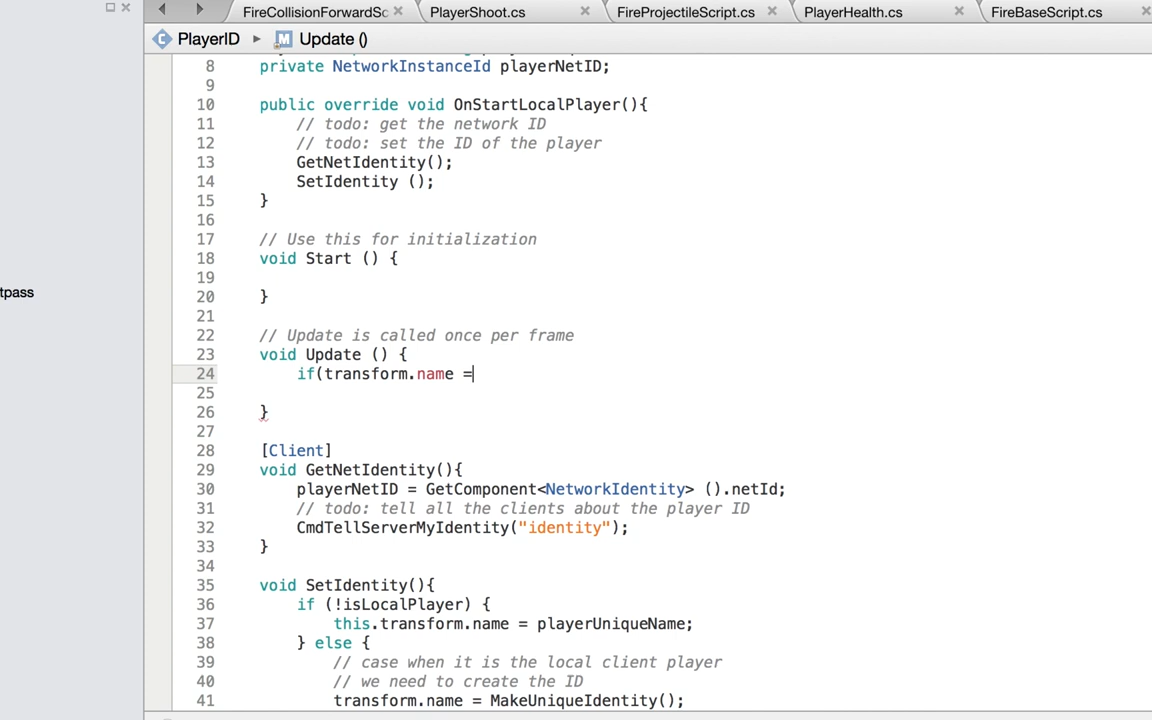 FireCollisionForwardSc PlayerShoot.cs FireProjectileScript.cs PlayerHealth.cs FireBaseScript.cs
PlayerID Update ()
8 private NetworkInstanceId playerNetID;
9
10 public override void OnStartLocalPlayer(){
11 // todo: get the network ID
12 // todo: set the ID of the player
13 GetNetIdentity();
14 SetIdentity ();
15 }
16
17 // Use this for initialization
18 void Start () {
19
20 }
21
22 // Update is called once per frame
23 void Update () {
24 if(transform.name =
25
26 }
27
28 [Client]
29 void GetNetIdentity(){
30 playerNetID = GetComponent<NetworkIdentity> ().netId;
31 // todo: tell all the clients about the player ID
32 CmdTellServerMyIdentity("identity");
33 }
34
35 void SetIdentity(){
36 if (!isLocalPlayer) {
37 this.transform.name = playerUniqueName;
38 } else {
39 // case when it is the local client player
40 // we need to create the ID
41 transform.name = MakeUniqueIdentity();
tpass